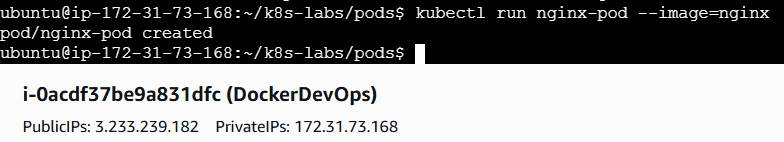 ubuntu@ip-172-31-73-168:~/k8s-labs/pods$ kubectl run nginx-pod --image=nginx
pod/nginx-pod created
ubuntu@ip-172-31-73-168:~/k8s-labs/pods$
i-0acdf37be9a831dfc (DockerDevOps)
PublicIPs: 3.233.239.182 PrivateIPs: 172.31.73.168